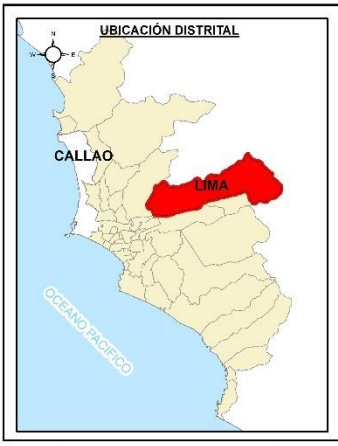 UBICACIÓN DISTRITAL
N
W E
S
CALLAO
LIMA
OCEANO PACIFICO